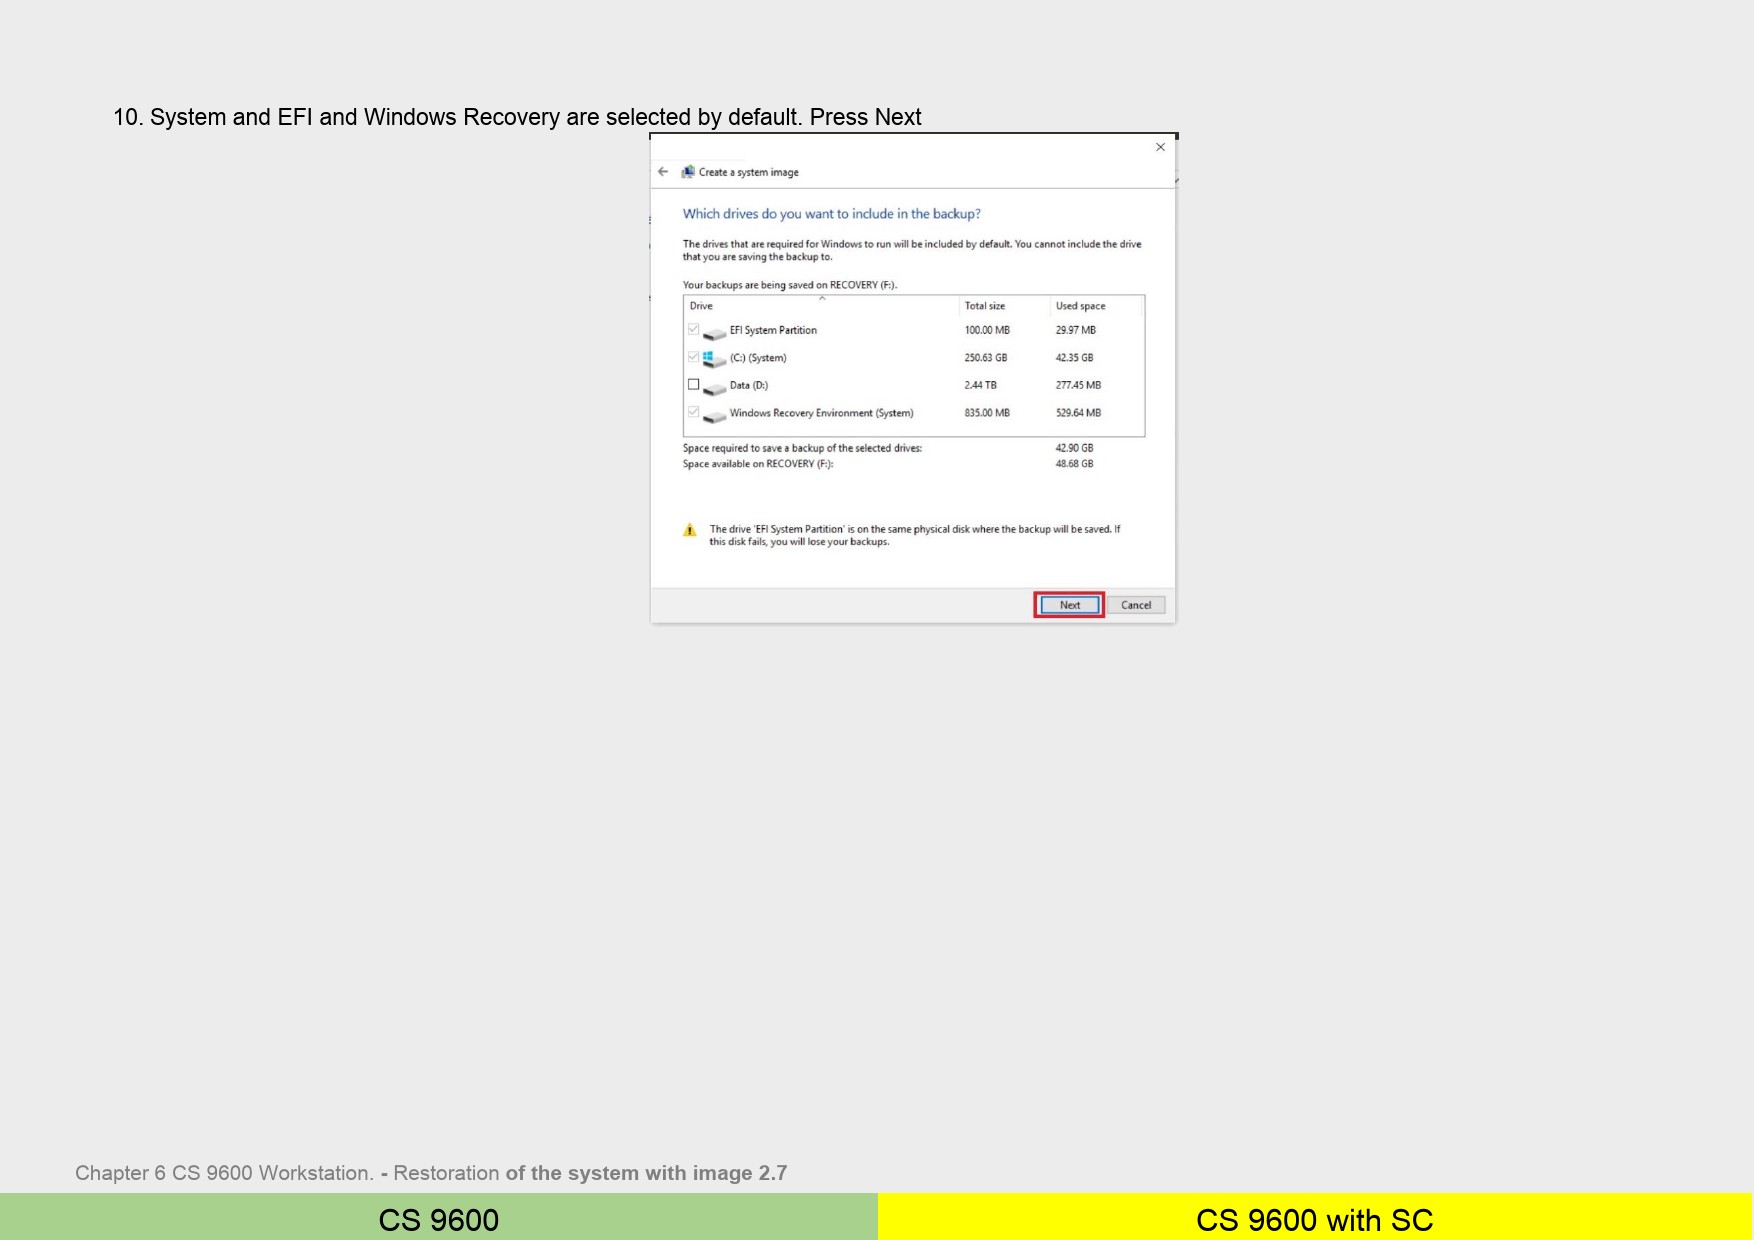 10. System and EFI and Windows Recovery are selected by default. Press Next
Create a system image
Which drives do you want to include in the backup?
The drives that are required for Windows to run will be included by default. You cannot include the drive
that you are saving the backup to.
Your backups are being saved on RECOVERY (F:).
Drive Total size Used space
EFI System Partition 100.00 MB 29.97 MB
(C:) (System) 250.63 GB 42.35 GB
Data (D:) 2.44 TB 277.45 MB
Windows Recovery Environment (System) 835.00 MB 529.64 MB
Space required to save a backup of the selected drives: 42.90 GB
Space available on RECOVERY (F:): 48.68 GB
The drive 'EFI System Partition' is on the same physical disk where the backup will be saved. If
this disk fails, you will lose your backups.
Next Cancel
Chapter 6 CS 9600 Workstation. - Restoration of the system with image 2.7
CS 9600 CS 9600 with SC